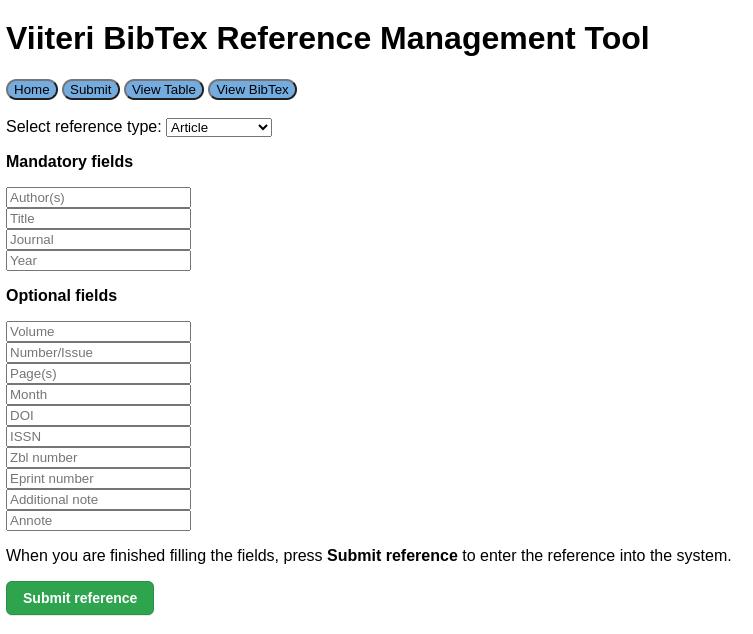 Viiteri BibTex Reference Management Tool
Home Submit View Table View BibTex
Select reference type: Article
Mandatory fields
Author(s)
Title
Journal
Year
Optional fields
Volume
Number/Issue
Page(s)
Month
DOI
ISSN
Zbl number
Eprint number
Additional note
Annote
When you are finished filling the fields, press Submit reference to enter the reference into the system.
Submit reference